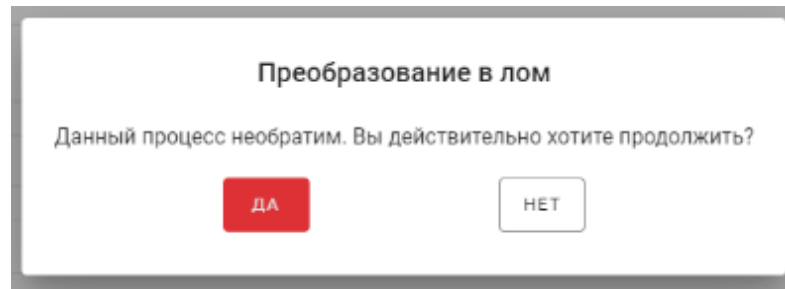 Преобразование в лом
Данный процесс необратим. Вы действительно хотите продолжить?
ДА
НЕТ